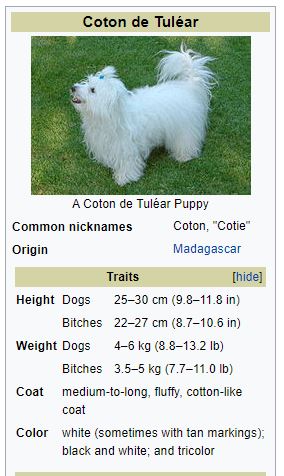 Coton de Tuléar
A Coton de Tuléar Puppy
Common nicknames Coton, "Cotie"
Origin Madagascar
Traits [hide]
Height Dogs 25–30 cm (9.8–11.8 in)
Bitches 22–27 cm (8.7–10.6 in)
Weight Dogs 4–6 kg (8.8–13.2 lb)
Bitches 3.5–5 kg (7.7–11.0 lb)
Coat medium-to-long, fluffy, cotton-like
coat
Color white (sometimes with tan markings);
black and white; and tricolor